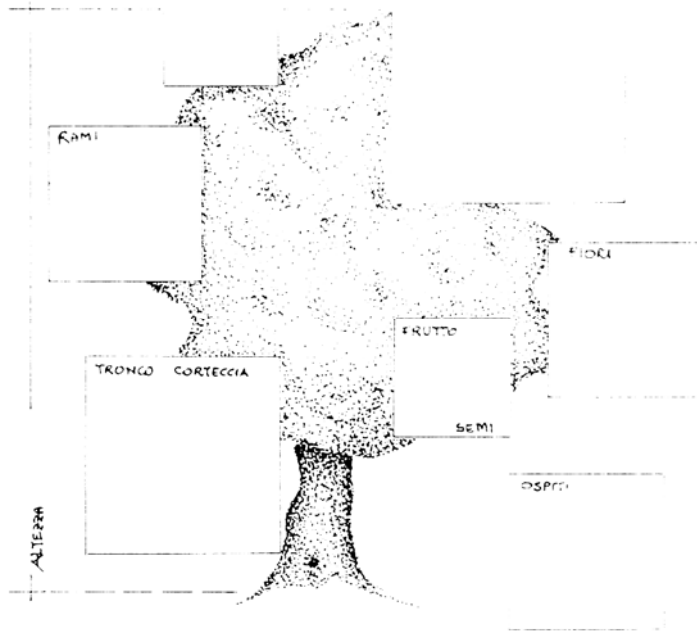 RAMI
FIORI
FRUTTO
TRONCO CORTECCIA
SEMI
OSPITI
ALTEZZA